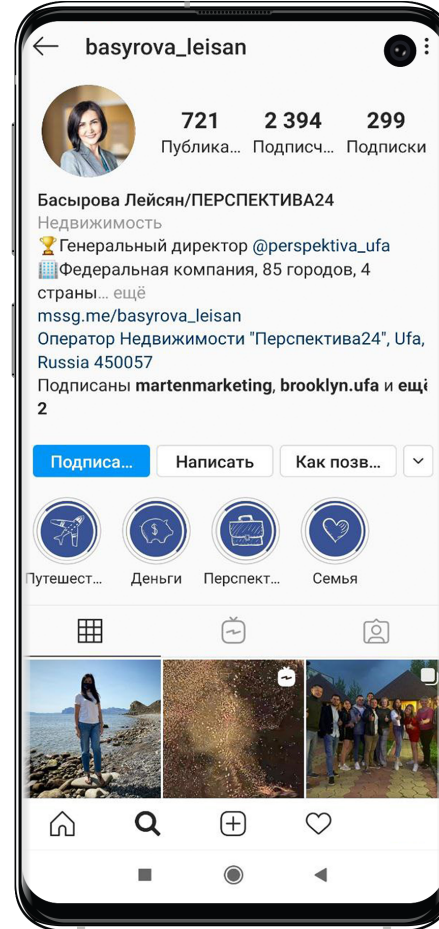 basyrova_leisan
721 2 394 299
Ублика... Подписч... Подписки
Басырова Лейсян/ПЕРСПЕКТИВА24
Недвижимость
🏆Генеральный директор @perspektiva_ufa
🏢Федеральная компания, 85 городов, 4
страны... ещё
mssg.me/basyrova_leisan
Оператор Недвижимости "Перспектива24", Ufa,
Russia 450057
Подписаны martenmarketing, brooklyn.ufa и ещё
2
Подписа... Написать Как позв...
Путешест... Деньги Перспект... Семья